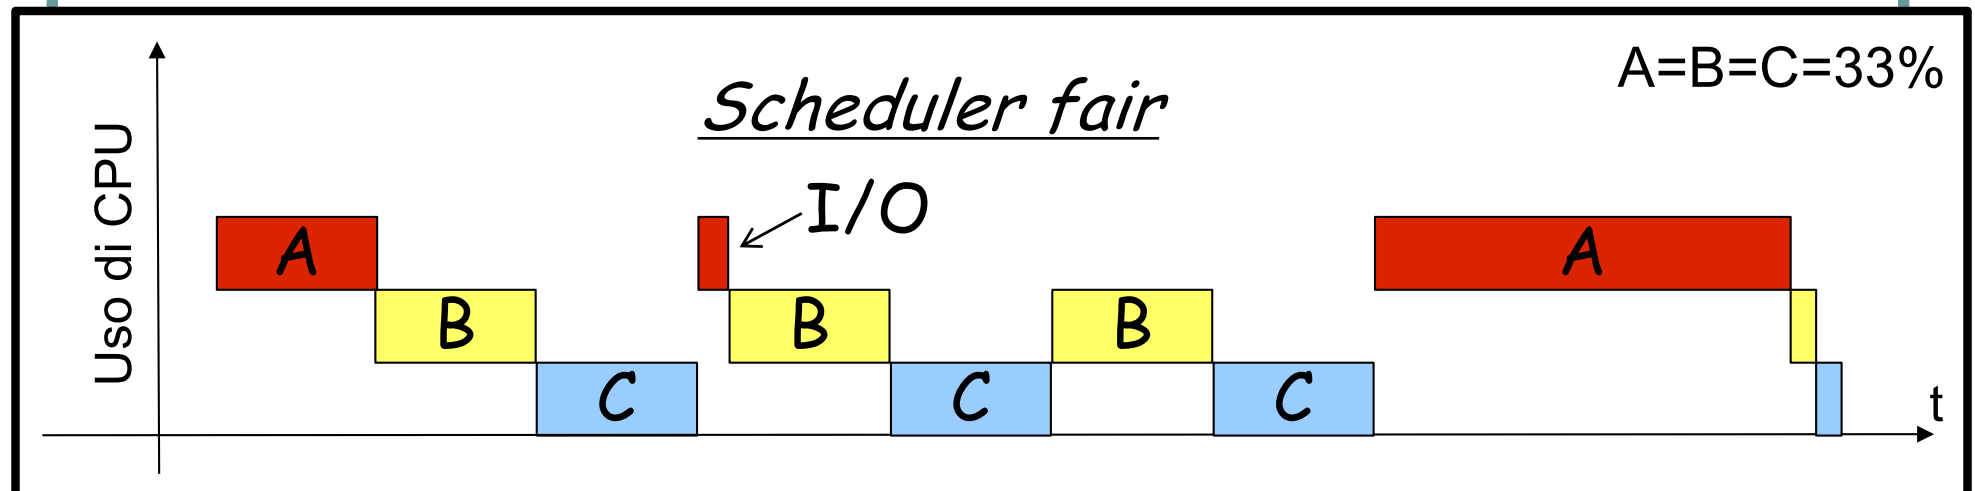 A=B=C=33%
Scheduler fair
Uso di CPU
I/O
A
A
B
B
B
C
C
C
t